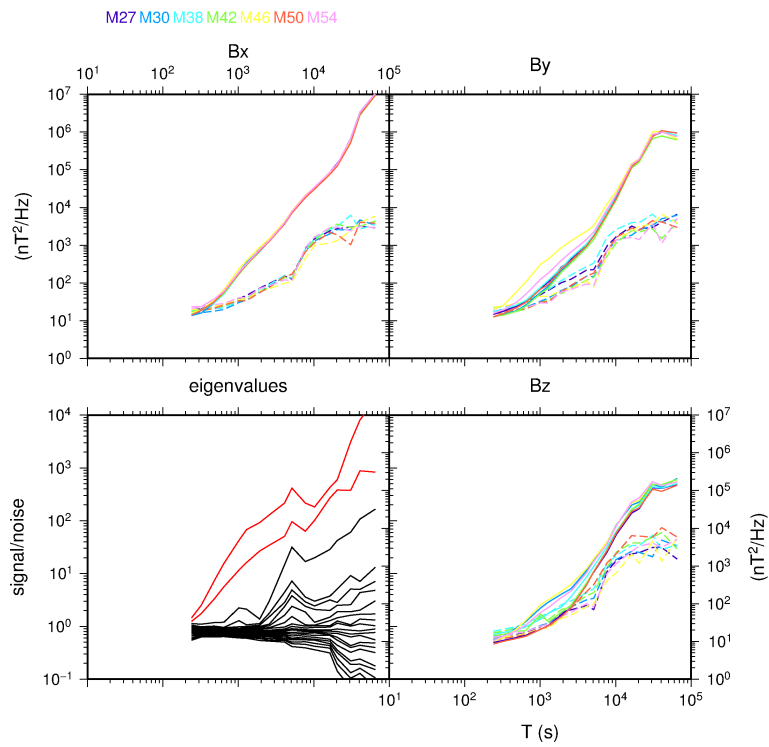 M27 M30 M38 M42 M46 M50 M54
Bx
By
10¹ 10² 10³ 10⁴ 10⁵
10⁷
10⁶
10⁵
10⁴
10³
10²
10¹
10⁰
(nT²/Hz)
eigenvalues
Bz
10⁴
10³
10²
10¹
10⁰
10⁻¹
signal/noise
10⁷
10⁶
10⁵
10⁴
10³
10²
10¹
10⁰
(nT²/Hz)
10¹ 10² 10³ 10⁴ 10⁵
T (s)